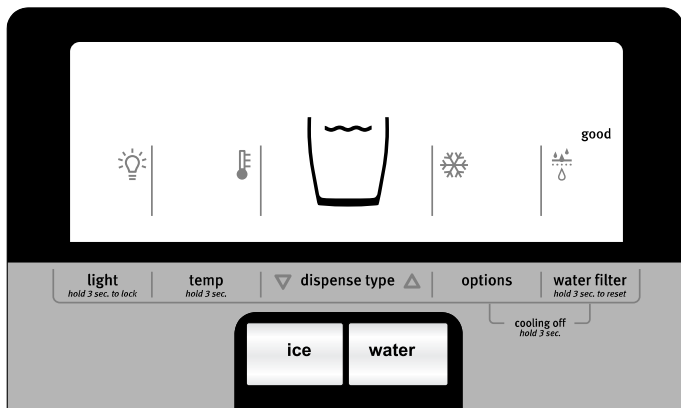 good
light
hold 3 sec. to lock
temp
hold 3 sec.
dispense type
options
water filter
hold 3 sec. to reset
cooling off
hold 3 sec.
ice
water